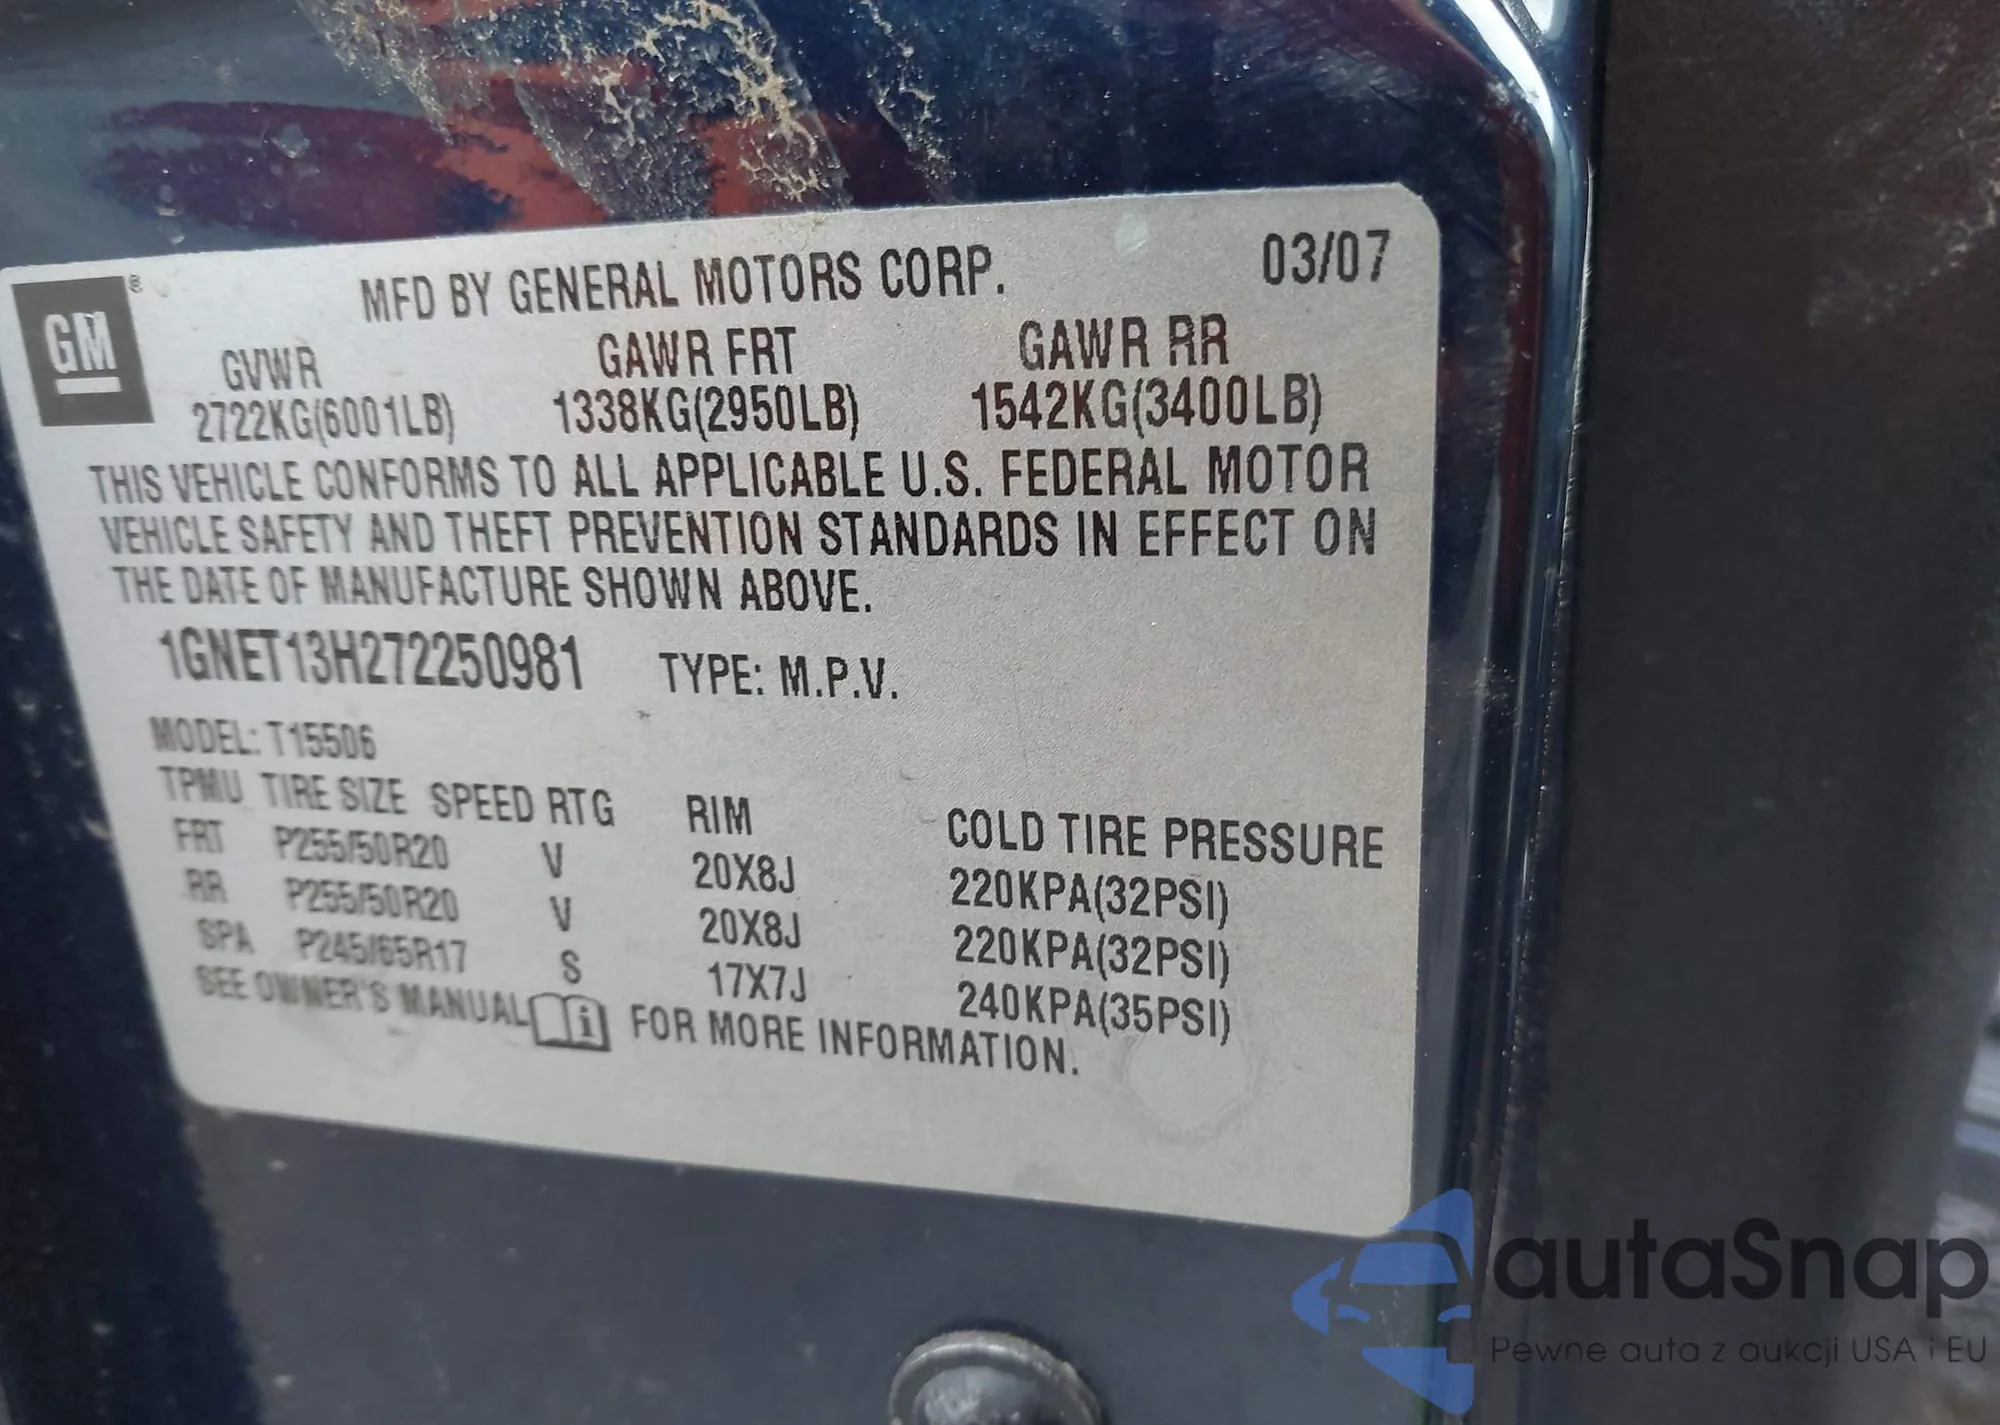 GM ®
MFD BY GENERAL MOTORS CORP. 03/07
GVWR GAWR FRT GAWR RR
2722KG(6001LB) 1338KG(2950LB) 1542KG(3400LB)
THIS VEHICLE CONFORMS TO ALL APPLICABLE U.S. FEDERAL MOTOR
VEHICLE SAFETY AND THEFT PREVENTION STANDARDS IN EFFECT ON
THE DATE OF MANUFACTURE SHOWN ABOVE.
1GNET13H272250981 TYPE: M.P.V.
MODEL: T15506
TPMU TIRE SIZE SPEED RTG RIM COLD TIRE PRESSURE
FRT P255/50R20 V 20X8J 220KPA(32PSI)
RR P255/50R20 V 20X8J 220KPA(32PSI)
SPA P245/65R17 S 17X7J 240KPA(35PSI)
SEE OWNER'S MANUAL i FOR MORE INFORMATION.
autaSnap
Pewne auta z aukcji USA i EU